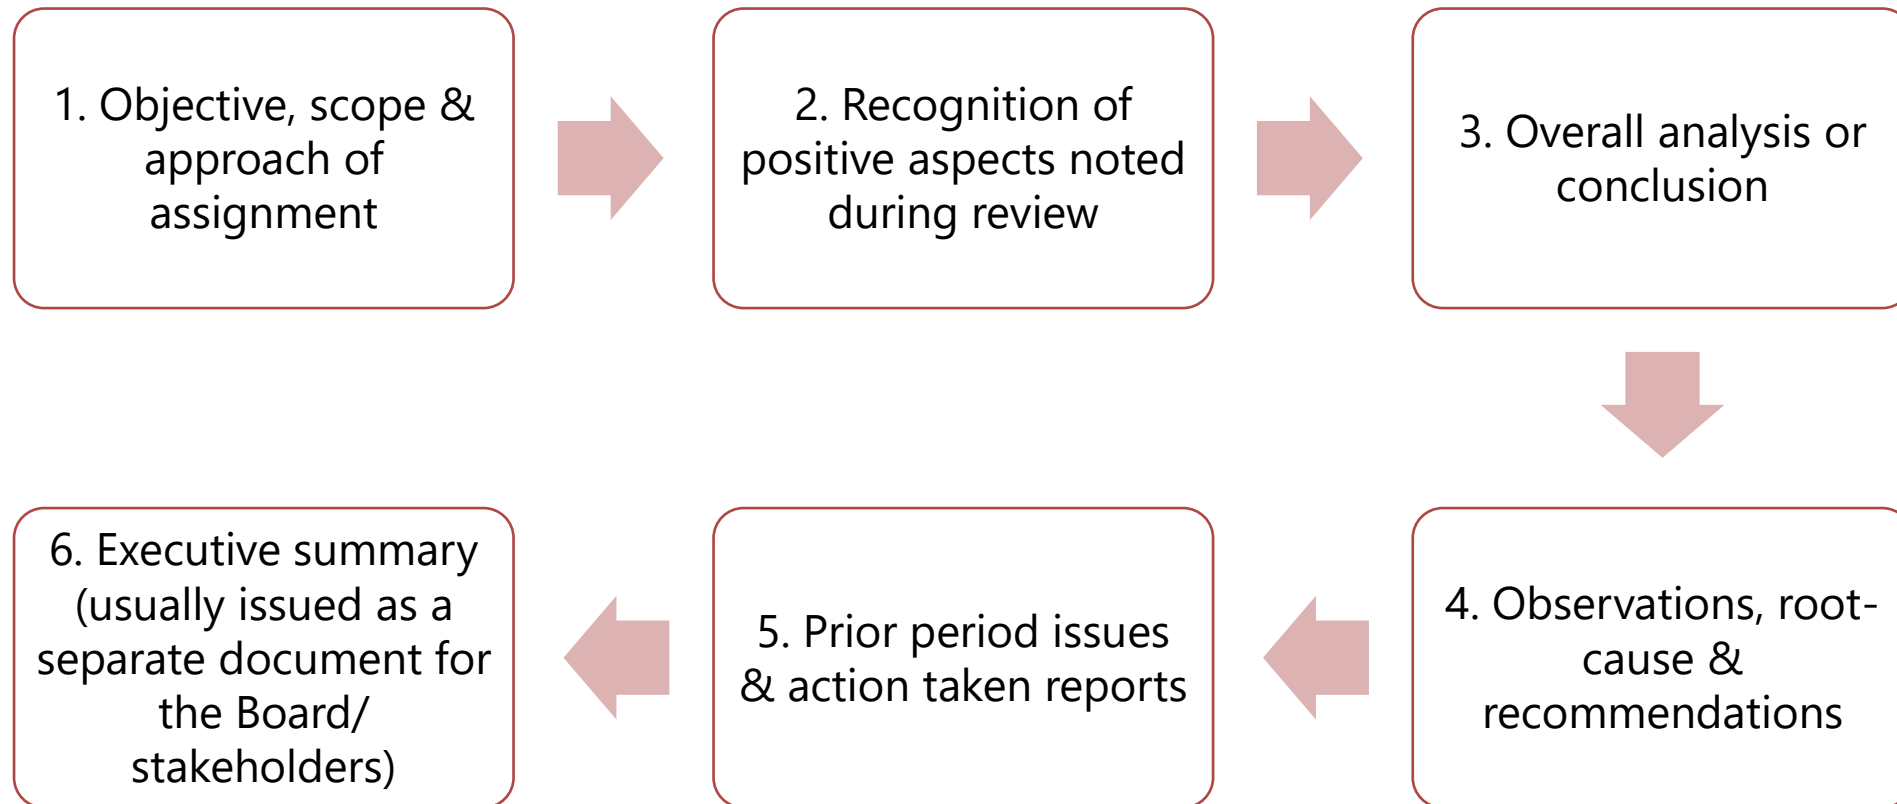 1. Objective, scope &
approach of
assignment
2. Recognition of
positive aspects noted
during review
3. Overall analysis or
conclusion
4. Observations, root-
cause &
recommendations
5. Prior period issues
& action taken reports
6. Executive summary
(usually issued as a
separate document for
the Board/
stakeholders)